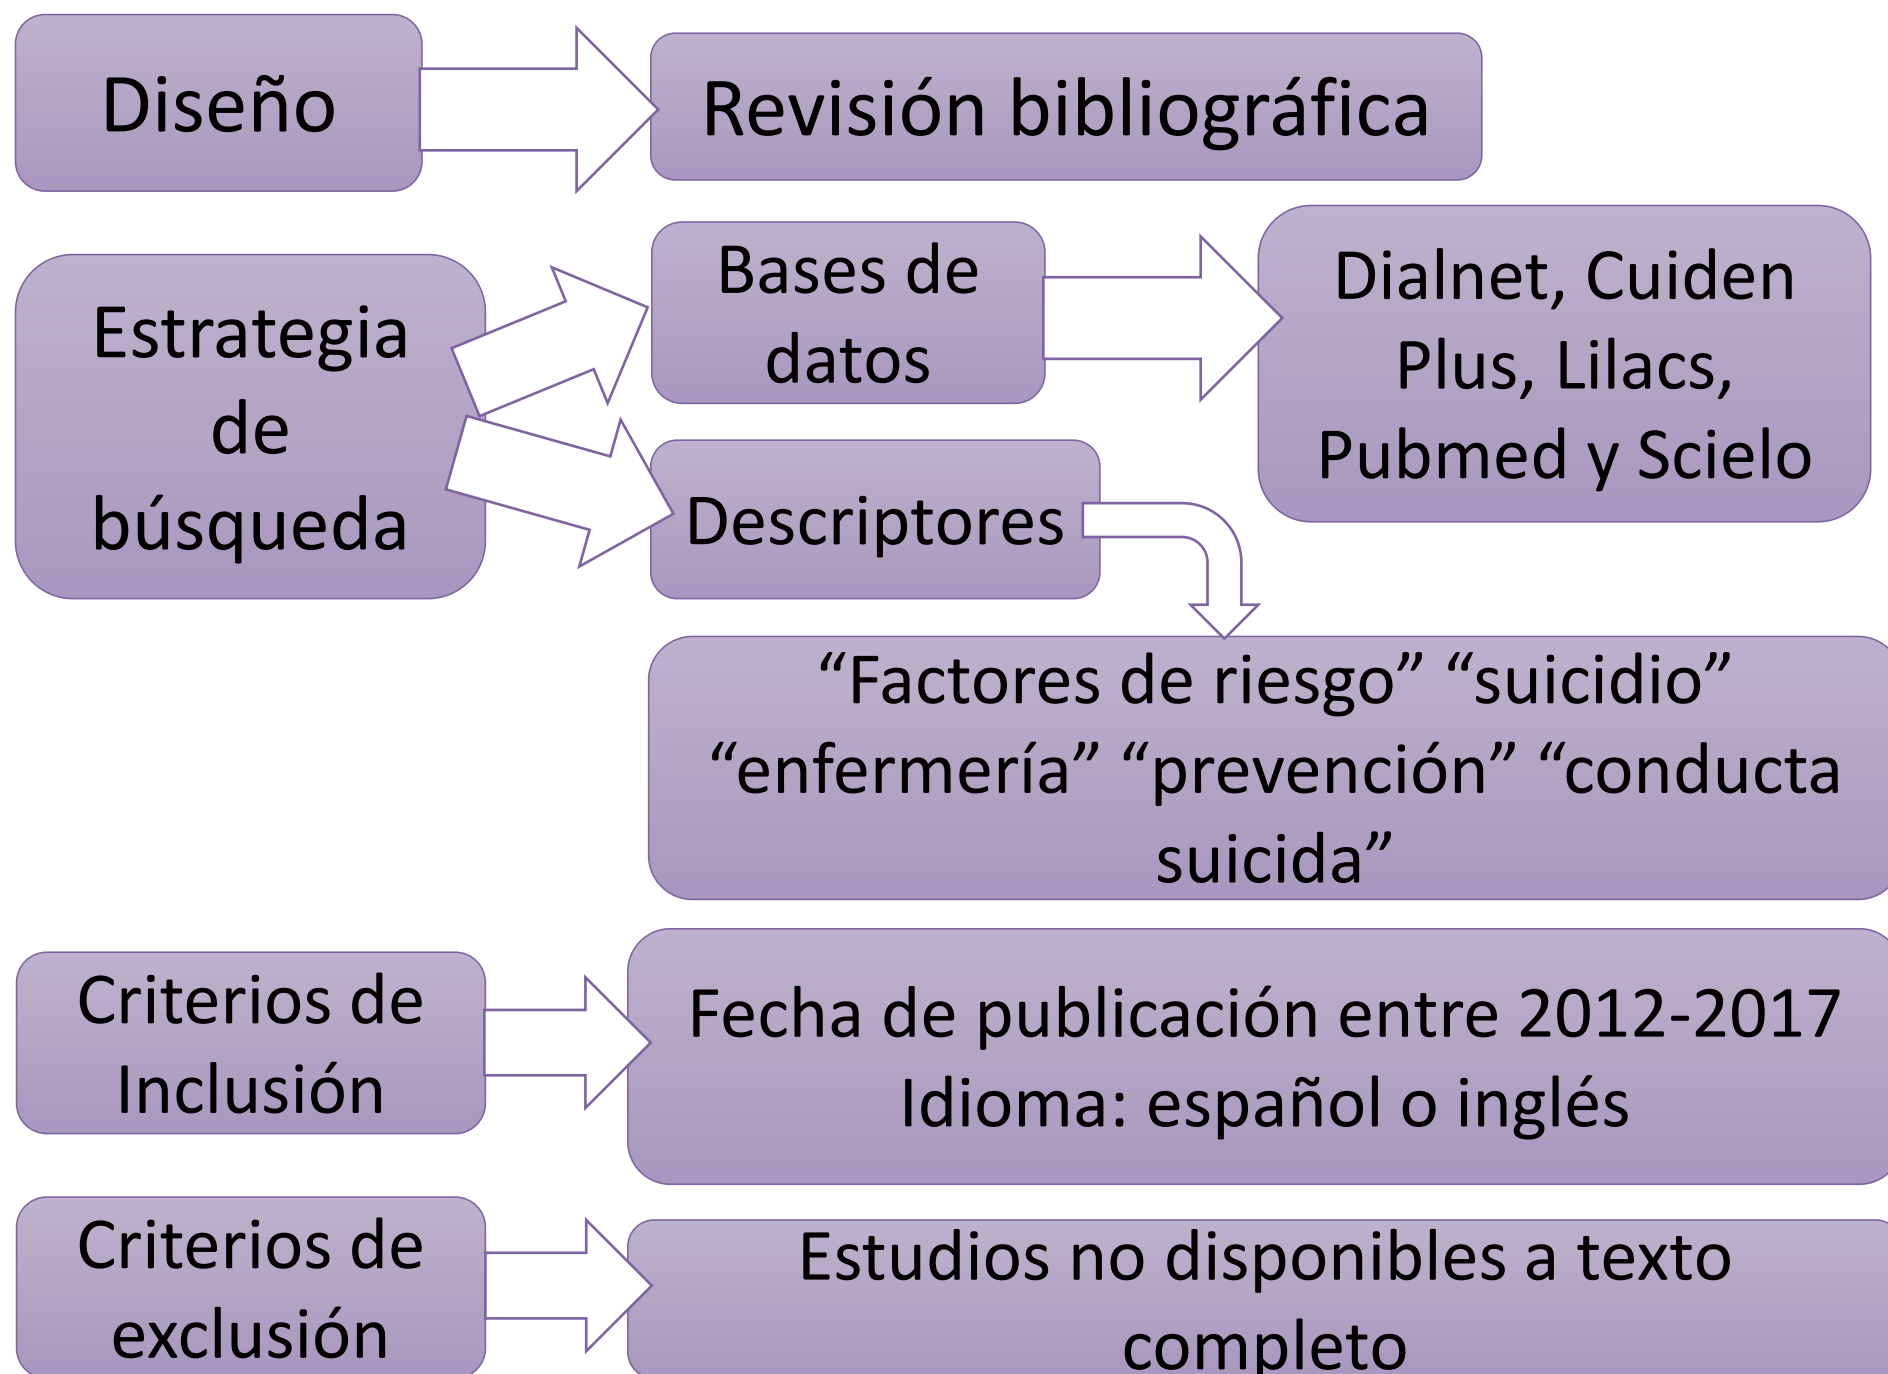 Diseño
Revisión bibliográfica
Estrategia
de
búsqueda
Bases de
datos
Dialnet, Cuiden
Plus, Lilacs,
Pubmed y Scielo
Descriptores
“Factores de riesgo” “suicidio”
“enfermería” “prevención” “conducta
suicida”
Criterios de
Inclusión
Fecha de publicación entre 2012-2017
Idioma: español o inglés
Criterios de
exclusión
Estudios no disponibles a texto
completo